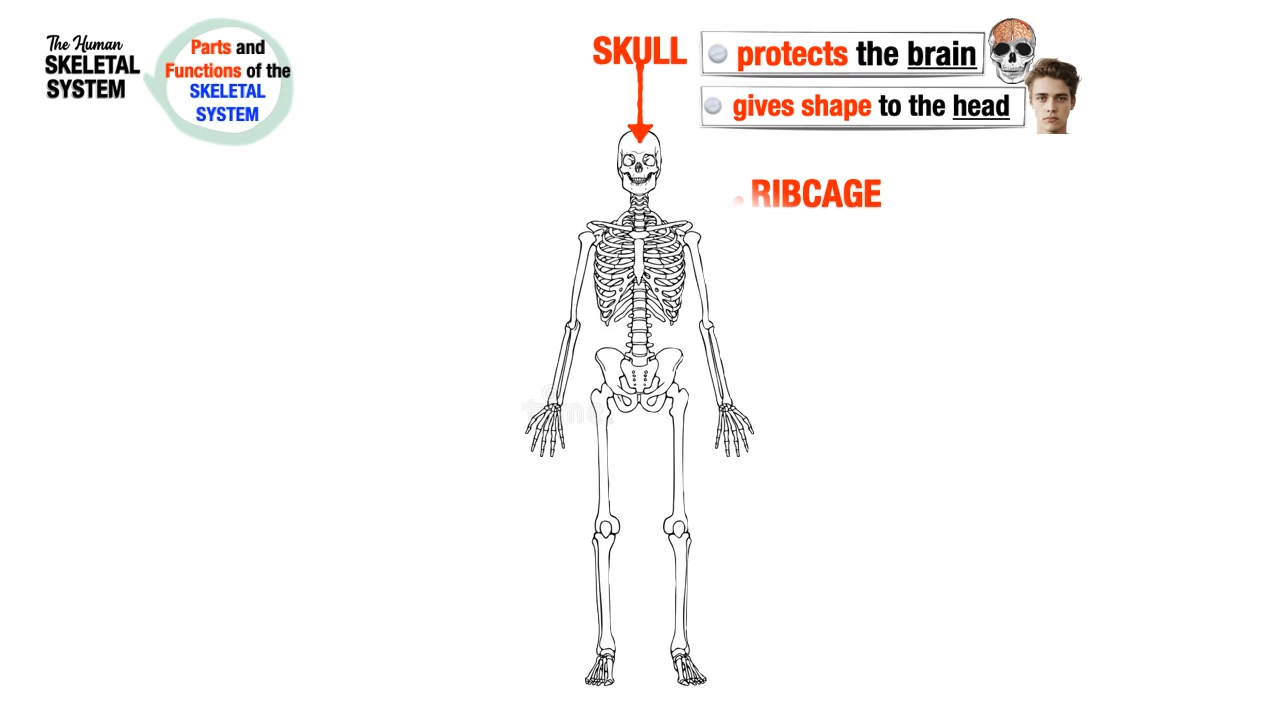 The Human
SKELETAL
SYSTEM
Parts and
Functions of the
SKELETAL
SYSTEM
SKULL
protects the brain
gives shape to the head
RIBCAGE